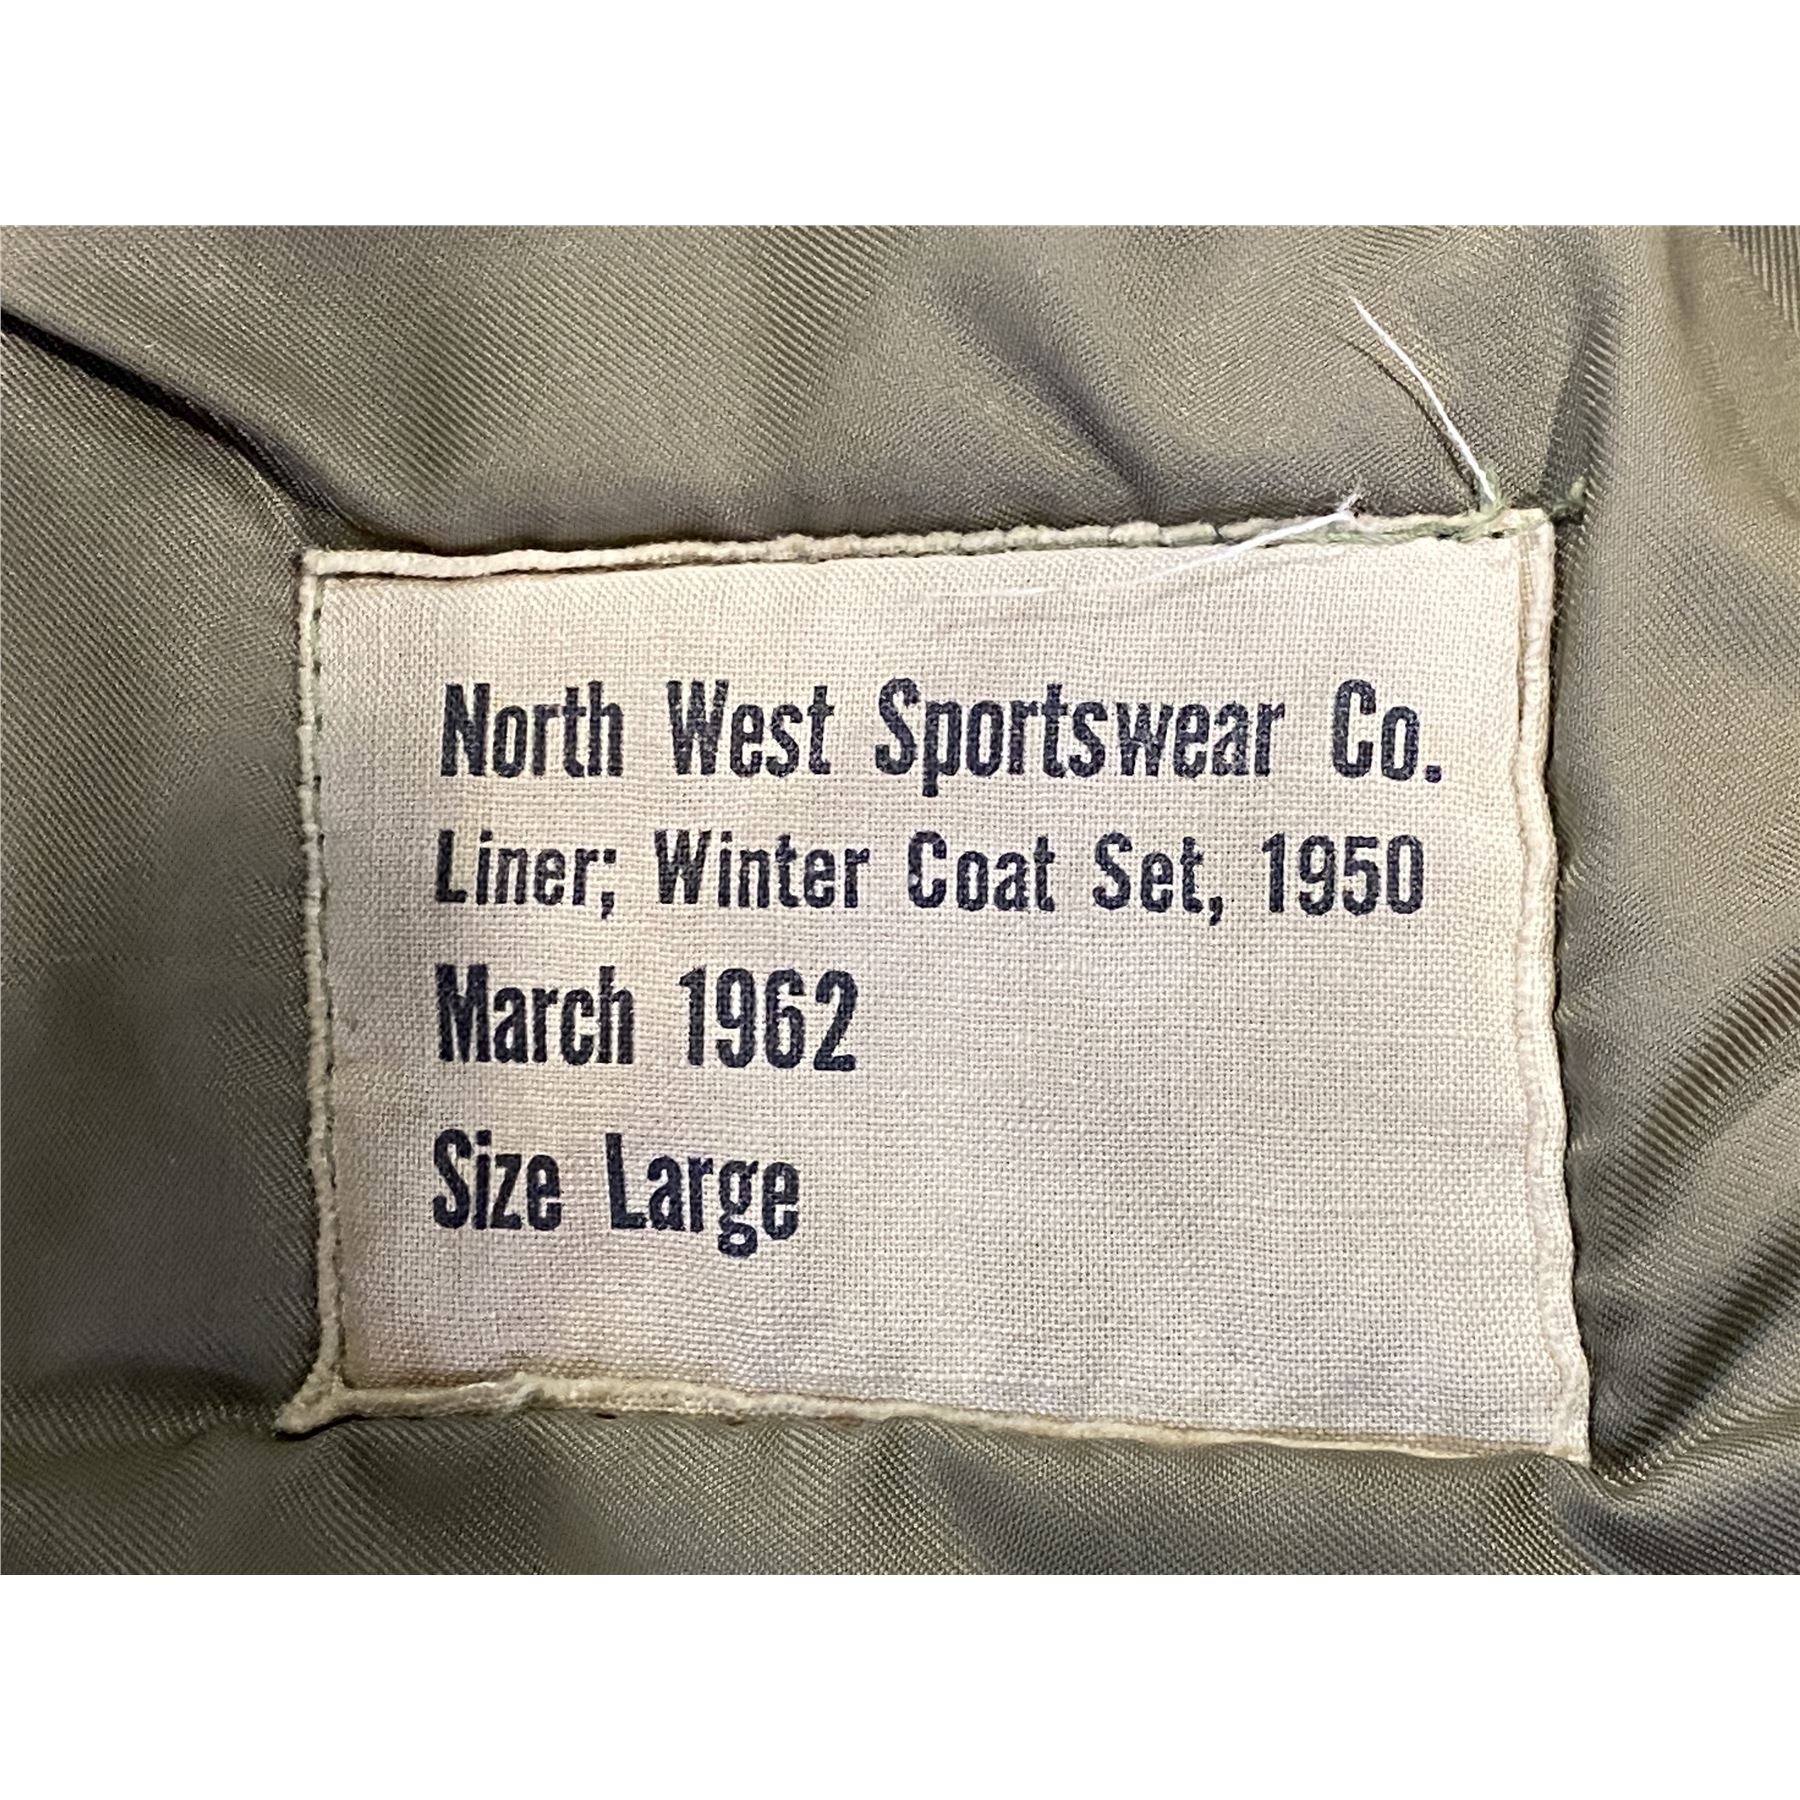 North West Sportswear Co.
Liner; Winter Coat Set, 1950
March 1962
Size Large